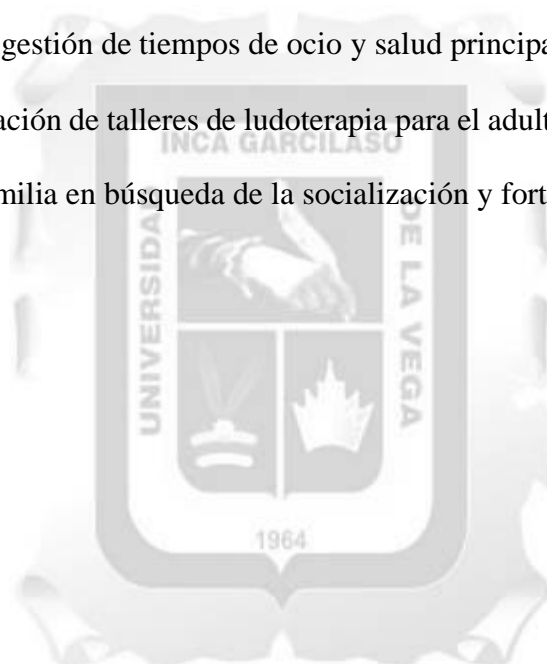 gestión de tiempos de ocio y salud principa
ación de talleres de ludoterapia para el adult
INCA GARCILASO
milia en búsqueda de la socialización y fort
UNIVERSIDAD
DE LA VEGA
1964